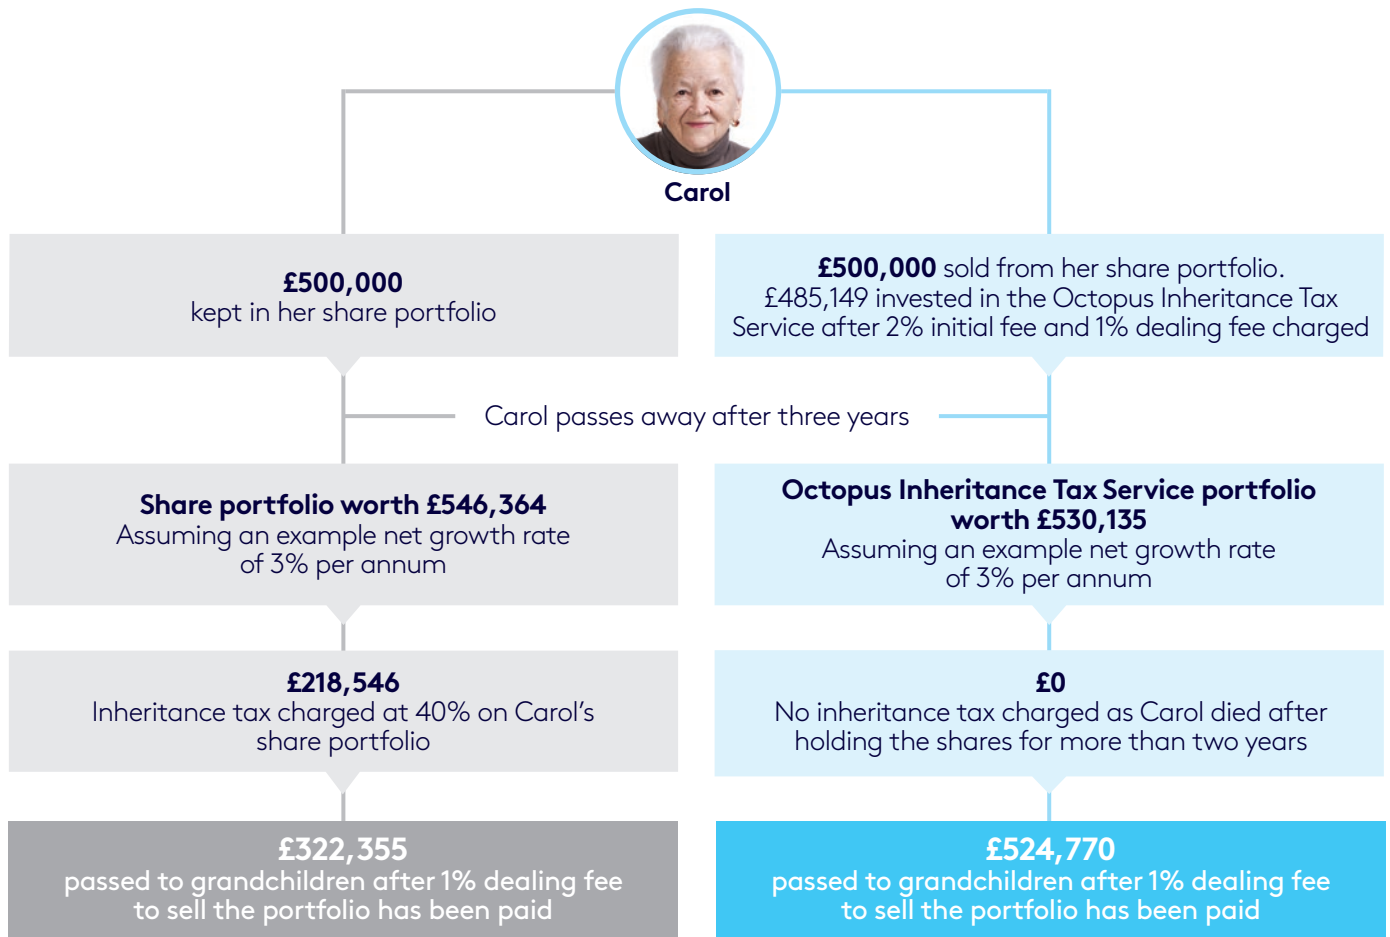 Carol
£500,000
kept in her share portfolio
£500,000 sold from her share portfolio.
£485,149 invested in the Octopus Inheritance Tax
Service after 2% initial fee and 1% dealing fee charged
Carol passes away after three years
Share portfolio worth £546,364
Assuming an example net growth rate
of 3% per annum
Octopus Inheritance Tax Service portfolio
worth £530,135
Assuming an example net growth rate
of 3% per annum
£218,546
Inheritance tax charged at 40% on Carol’s
share portfolio
£0
No inheritance tax charged as Carol died after
holding the shares for more than two years
£322,355
passed to grandchildren after 1% dealing fee
to sell the portfolio has been paid
£524,770
passed to grandchildren after 1% dealing fee
to sell the portfolio has been paid